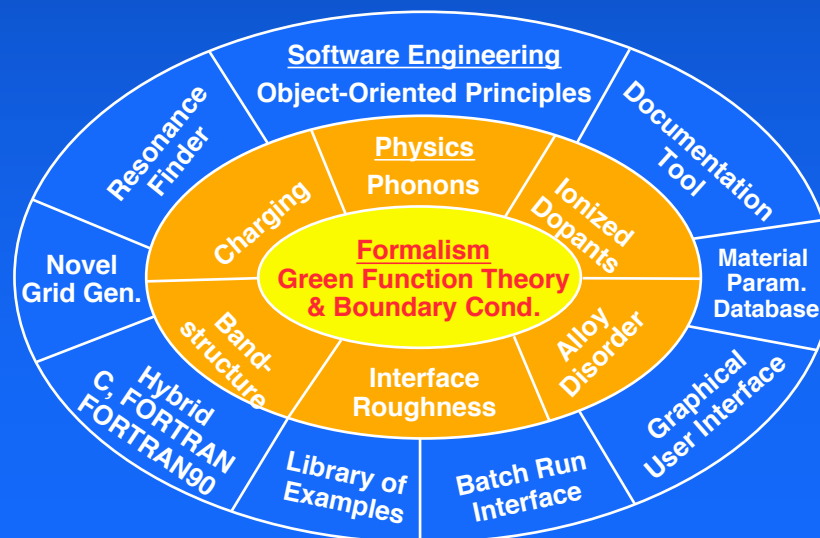 Software Engineering
Object-Oriented Principles
Documentation
Tool
Material
Param.
Database
Graphical
User Interface
Batch Run
Interface
Library of
Examples
Hybrid
C, FORTRAN
FORTRAN90
Novel
Grid Gen.
Resonance
Finder
Physics
Phonons
Ionized
Dopants
Alloy
Disorder
Interface
Roughness
Band-
structure
Charging
Formalism
Green Function Theory
& Boundary Cond.